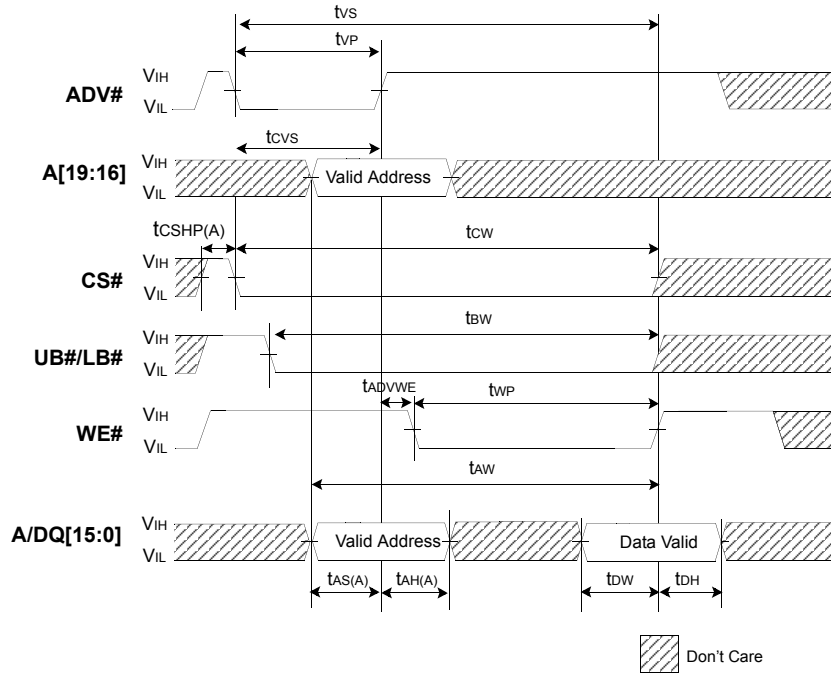 tVS
tVP
VIH
ADV#
VIL
tCVS
VIH
A[19:16]
Valid Address
VIL
tCSHP(A)
tCW
VIH
CS#
VIL
tBW
VIH
UB#/LB#
VIL
tADVWE
tWP
VIH
WE#
VIL
tAW
VIH
A/DQ[15:0]
Valid Address
Data Valid
VIL
tAS(A)
tAH(A)
tDW
tDH
Don't Care